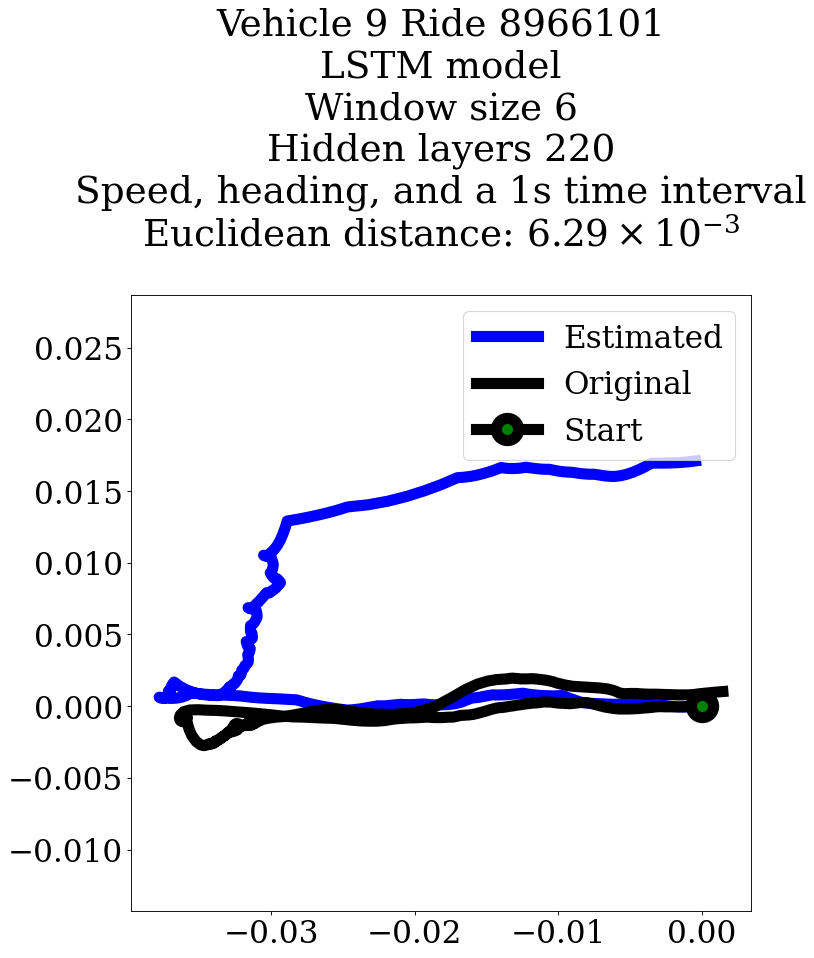 Vehicle 9 Ride 8966101
LSTM model
Window size 6
Hidden layers 220
Speed, heading, and a 1s time interval
Euclidean distance: 6.29 × 10⁻³
Estimated
Original
Start
0.025
0.020
0.015
0.010
0.005
0.000
−0.005
−0.010
−0.03 −0.02 −0.01 0.00